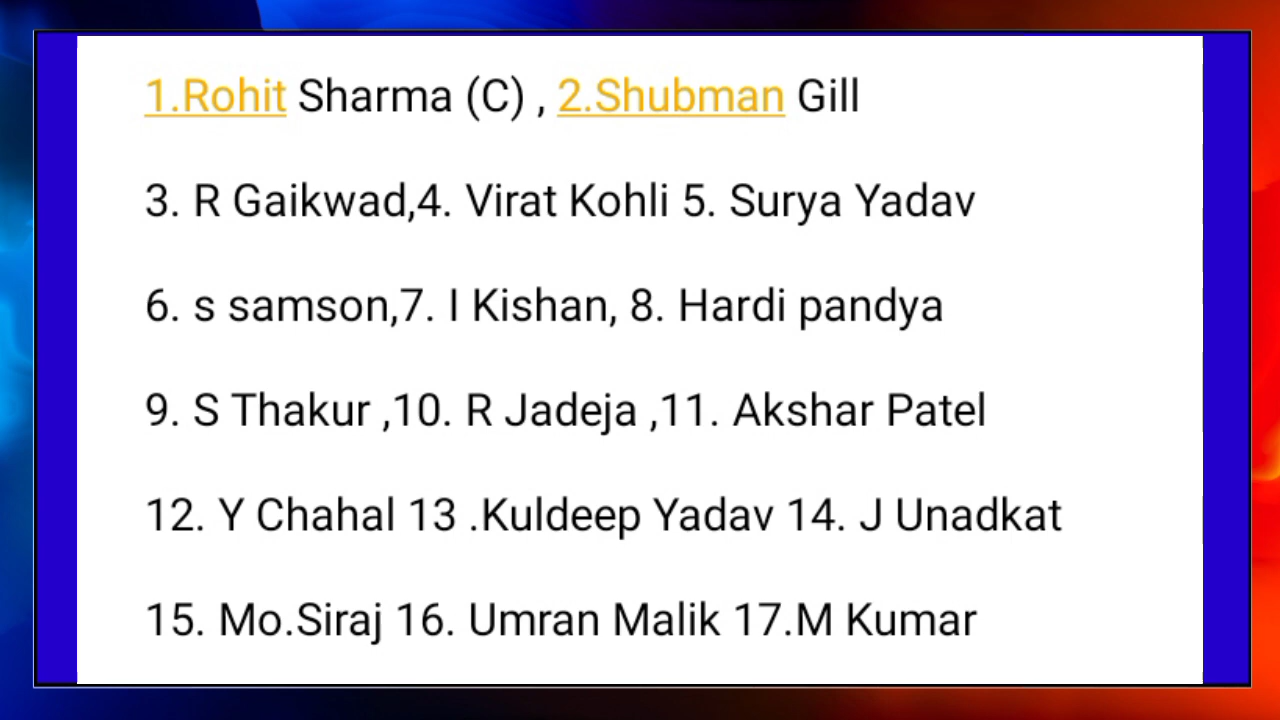 1.Rohit Sharma (C) , 2.Shubman Gill
3. R Gaikwad,4. Virat Kohli 5. Surya Yadav
6. s samson,7. I Kishan, 8. Hardi pandya
9. S Thakur ,10. R Jadeja ,11. Akshar Patel
12. Y Chahal 13 .Kuldeep Yadav 14. J Unadkat
15. Mo.Siraj 16. Umran Malik 17.M Kumar